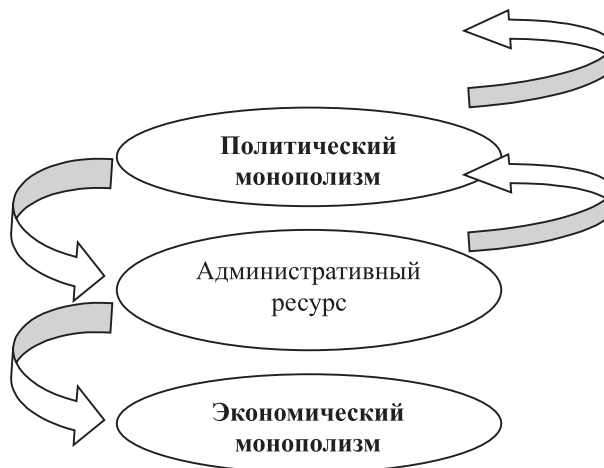 Политический
монополизм
Административный
ресурс
Экономический
монополизм